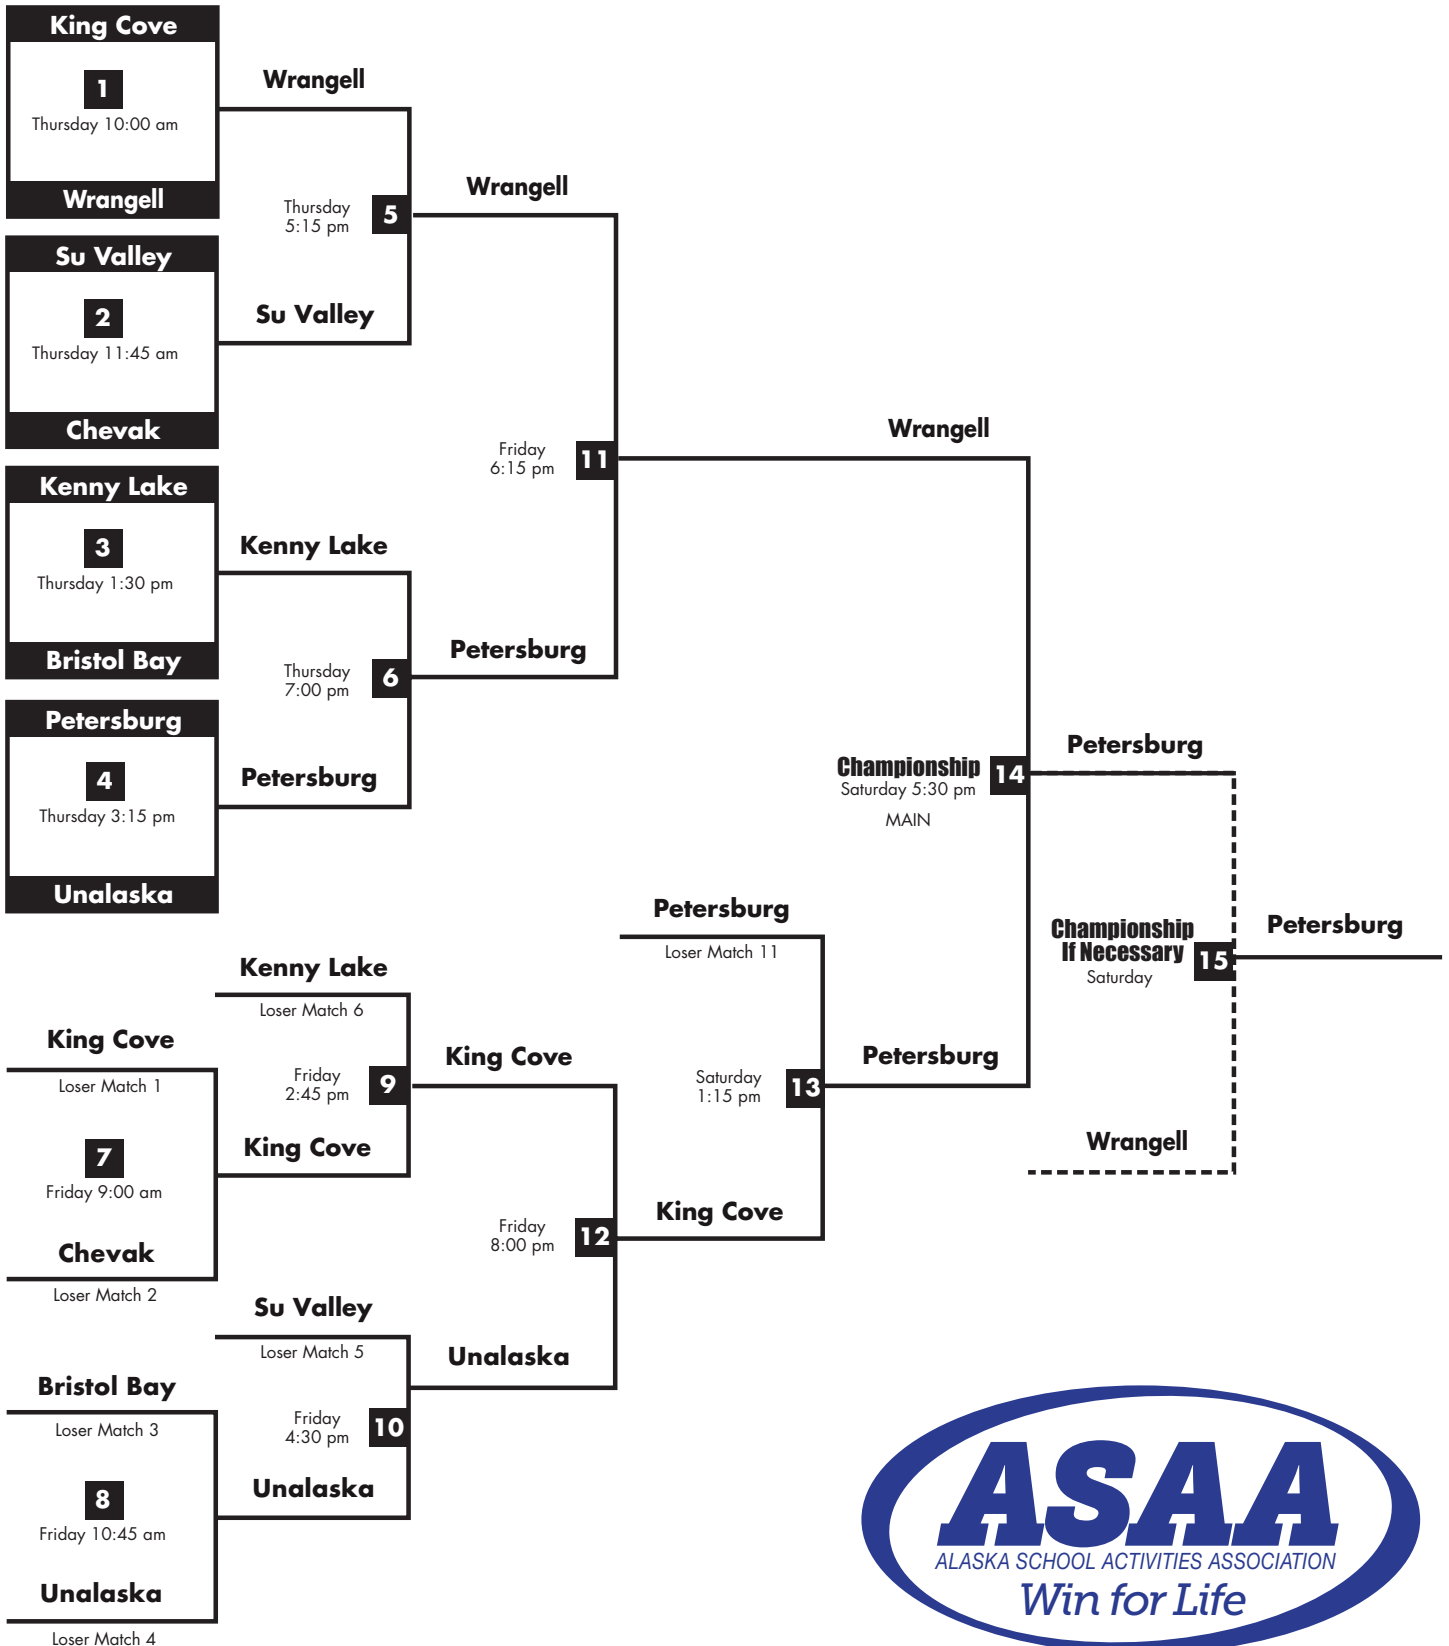 King Cove
1
Thursday 10:00 am
Wrangell
Su Valley
2
Thursday 11:45 am
Chevak
Kenny Lake
3
Thursday 1:30 pm
Bristol Bay
Petersburg
4
Thursday 3:15 pm
Unalaska
Wrangell
Thursday
5:15 pm
5
Su Valley
Kenny Lake
Thursday
7:00 pm
6
Petersburg
Wrangell
Friday
6:15 pm
11
Petersburg
Wrangell
Championship
Saturday 5:30 pm
MAIN
14
Petersburg
Championship
If Necessary
Saturday
15
Petersburg
Wrangell
King Cove
Loser Match 1
7
Friday 9:00 am
Chevak
Loser Match 2
Bristol Bay
Loser Match 3
8
Friday 10:45 am
Unalaska
Loser Match 4
Kenny Lake
Loser Match 6
Friday
2:45 pm
9
King Cove
Su Valley
Loser Match 5
Friday
4:30 pm
10
Unalaska
King Cove
Friday
8:00 pm
12
Unalaska
Petersburg
Loser Match 11
Saturday
1:15 pm
13
King Cove
Petersburg
ASAA
ALASKA SCHOOL ACTIVITIES ASSOCIATION
Win for Life